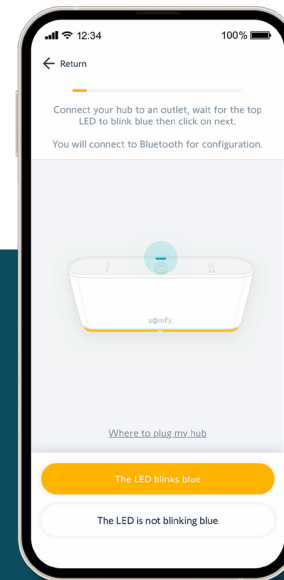 12:34
100%
Return
Connect your hub to an outlet, wait for the top
LED to blink blue then click on next.
You will connect to Bluetooth for configuration.
somfy
Where to plug my hub
The LED blinks blue
The LED is not blinking blue